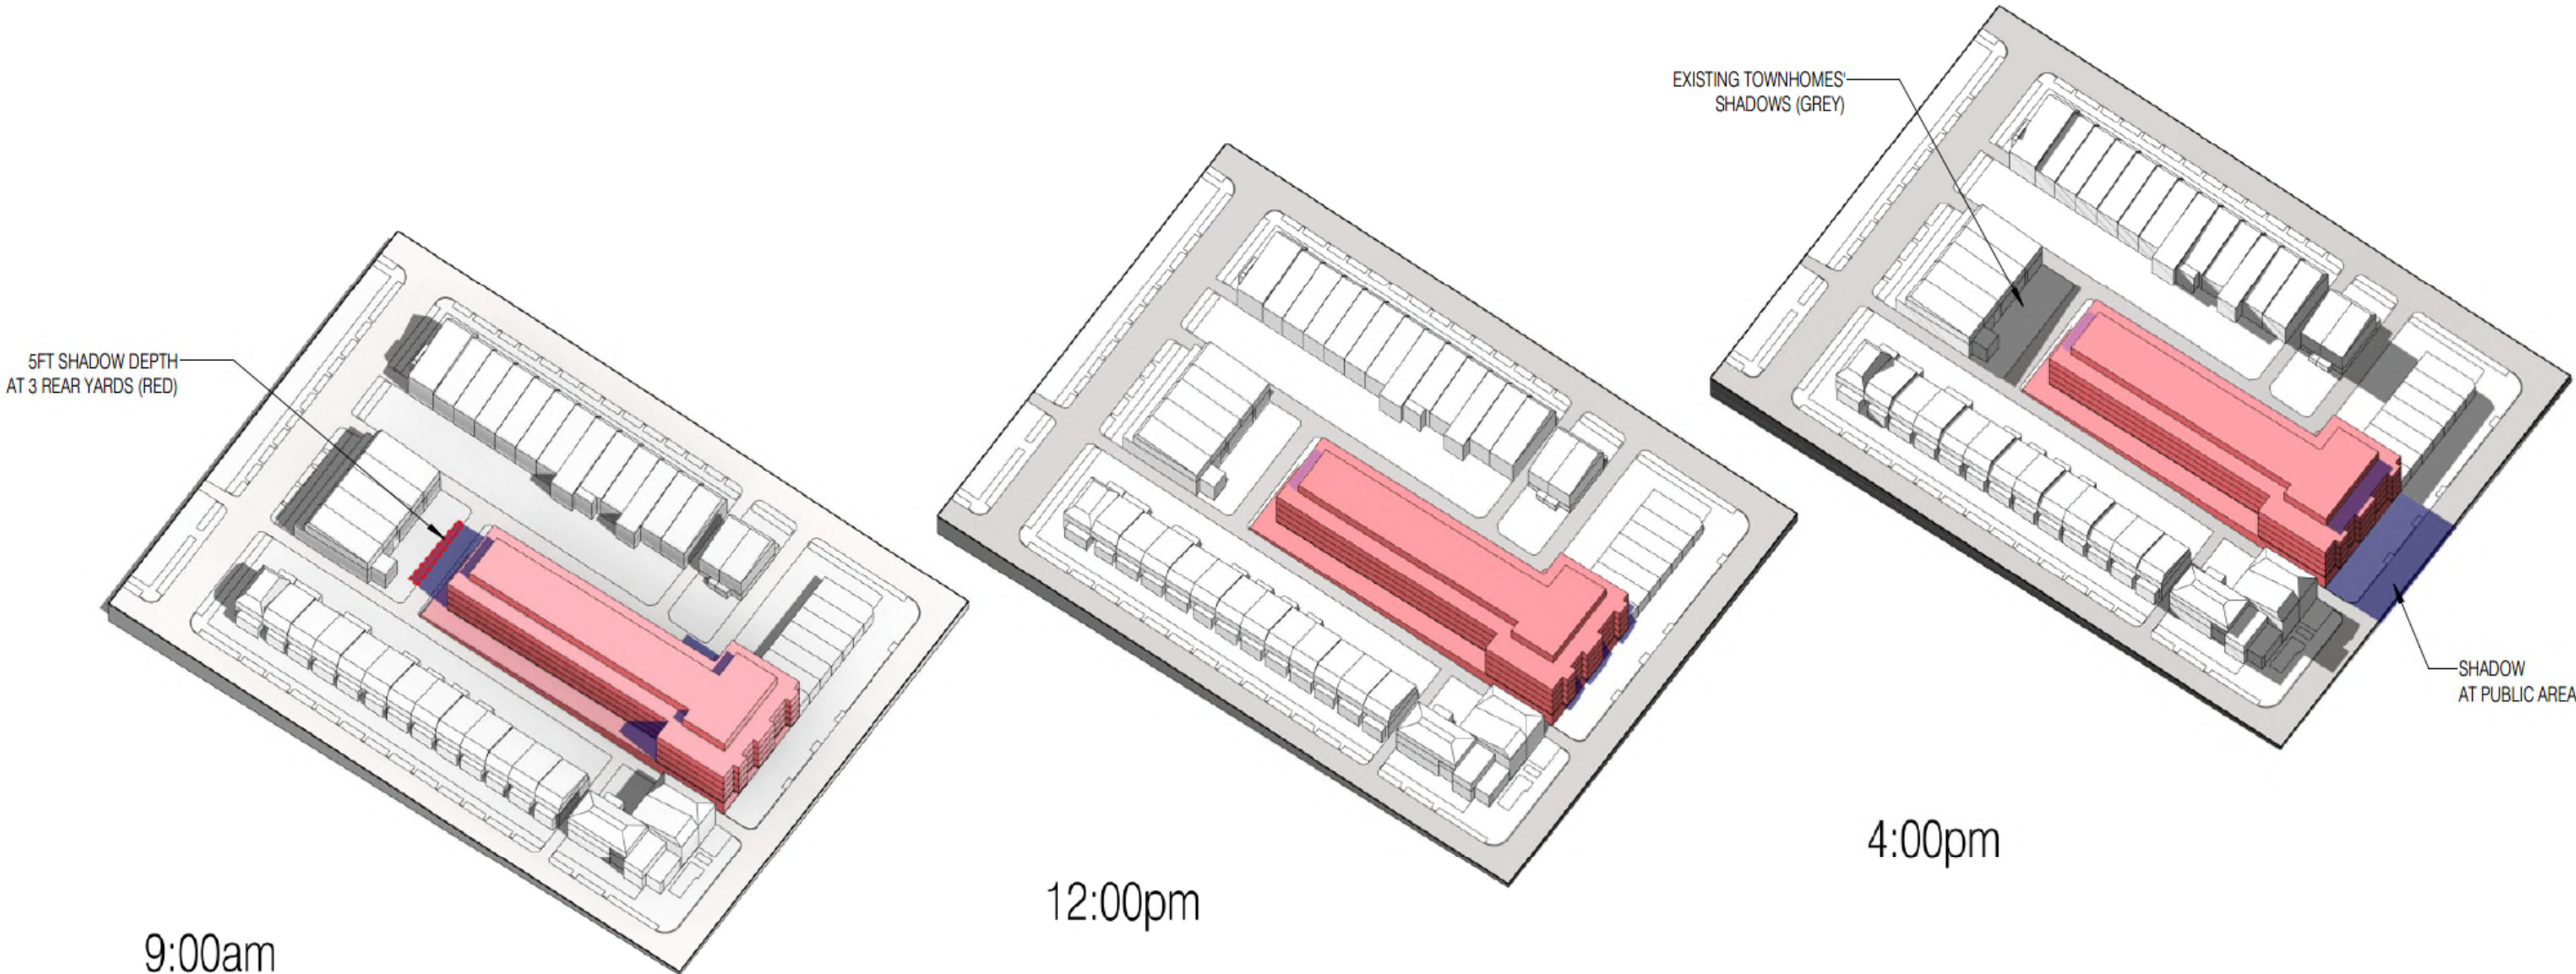 5FT SHADOW DEPTH
AT 3 REAR YARDS (RED)
9:00am
12:00pm
EXISTING TOWNHOMES'
SHADOWS (GREY)
4:00pm
SHADOW
AT PUBLIC AREA